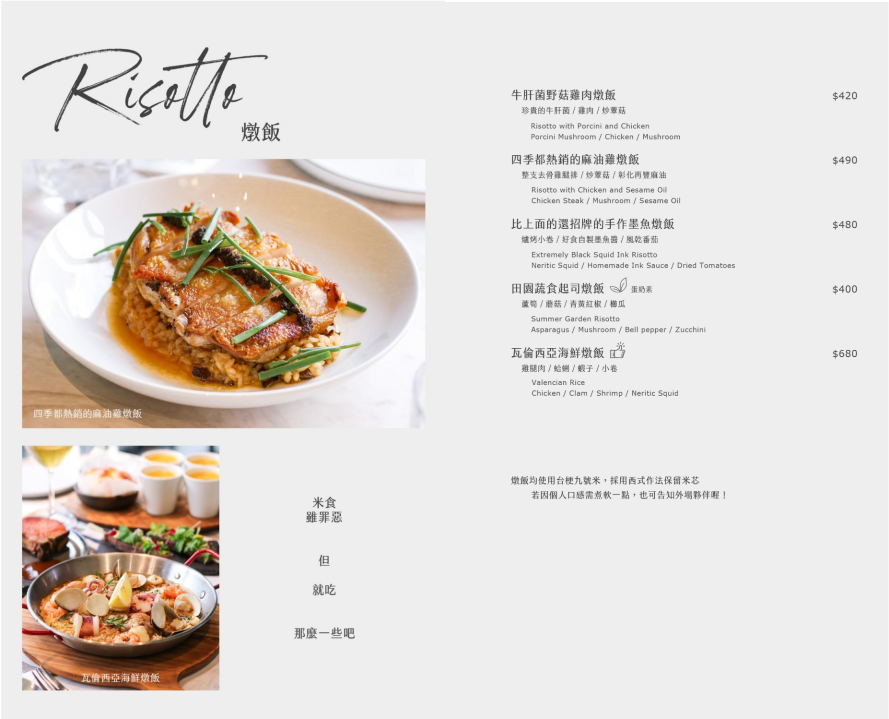 Risotto
燉飯
四季都熱銷的麻油雞燉飯
瓦倫西亞海鮮燉飯
米食
雖罪惡
但
就吃
那麼一些吧
牛肝菌野菇雞肉燉飯 $420
珍貴的牛肝菌 / 雞肉 / 炒蕈菇
Risotto with Porcini and Chicken
Porcini Mushroom / Chicken / Mushroom
四季都熱銷的麻油雞燉飯 $490
整支去骨雞腿排 / 炒蕈菇 / 彰化再豐麻油
Risotto with Chicken and Sesame Oil
Chicken Steak / Mushroom / Sesame Oil
比上面的還招牌的手作墨魚燉飯 $480
爐烤小卷 / 好食自製墨魚醬 / 風乾番茄
Extremely Black Squid Ink Risotto
Neritic Squid / Homemade Ink Sauce / Dried Tomatoes
田園蔬食起司燉飯 蛋奶素 $400
蘆筍 / 蘑菇 / 青黃紅椒 / 櫛瓜
Summer Garden Risotto
Asparagus / Mushroom / Bell pepper / Zucchini
瓦倫西亞海鮮燉飯 $680
雞腿肉 / 蛤蜊 / 蝦子 / 小卷
Valencian Rice
Chicken / Clam / Shrimp / Neritic Squid
燉飯均使用台梗九號米，採用西式作法保留米芯
若因個人口感需煮軟一點，也可告知外場夥伴喔！